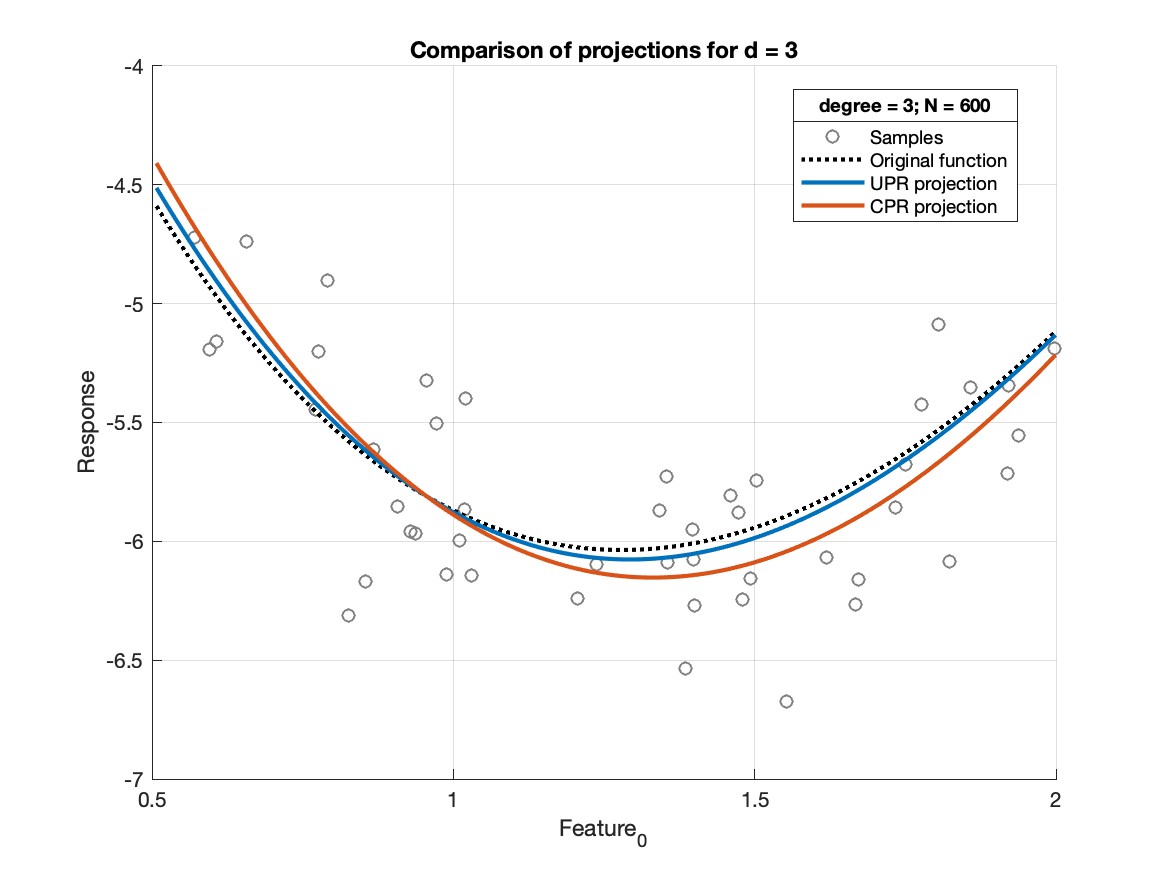 Comparison of projections for d = 3
degree = 3; N = 600
Samples
Original function
UPR projection
CPR projection
Response
-4
-4.5
-5
-5.5
-6
-6.5
-7
0.5
1
1.5
2
Feature₀